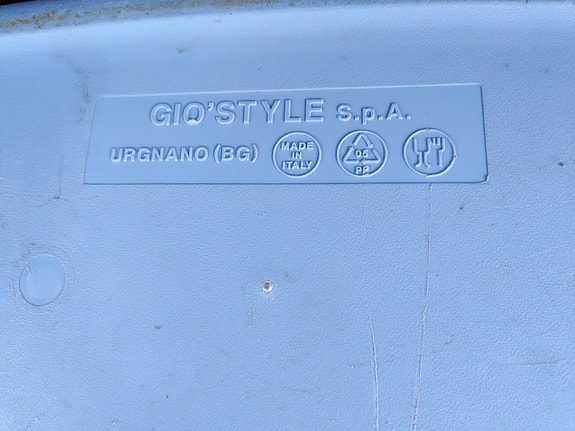 GIO'STYLE S.p.A.
URGNANO (BG) MADE IN ITALY 05 PP